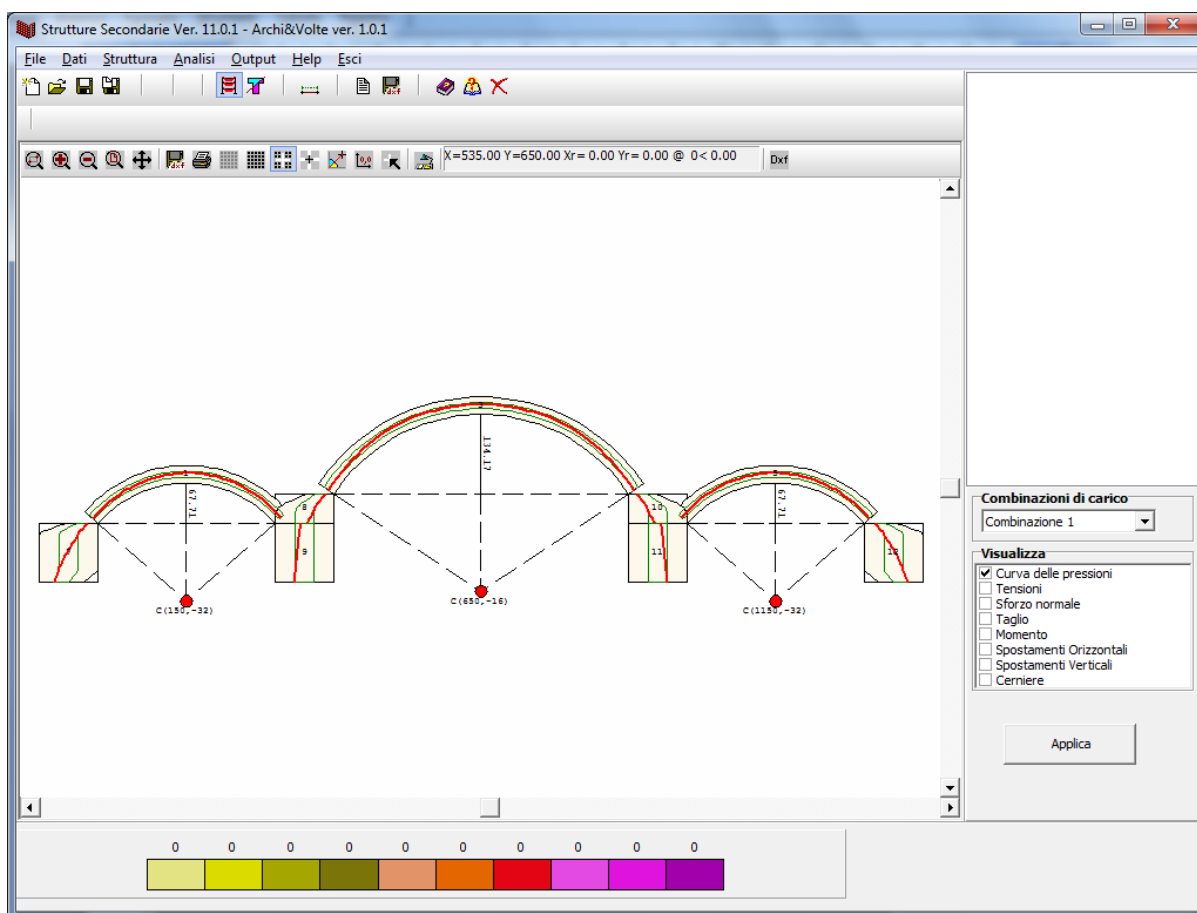 Strutture Secondarie Ver. 11.0.1 - Archi&Volte ver. 1.0.1
File Dati Struttura Analisi Output Help Esci
dxf
dxf
0,0
X=535.00 Y=650.00 Xr= 0.00 Yr= 0.00 @ 0< 0.00
Dxf
134.17
1
67.71
8
9
10
11
67.71
C(150,-32)
C(650,-16)
C(1150,-32)
Combinazioni di carico
Combinazione 1
Visualizza
Curva delle pressioni
Tensioni
Sforzo normale
Taglio
Momento
Spostamenti Orizzontali
Spostamenti Verticali
Cerniere
Applica
0 0 0 0 0 0 0 0 0 0